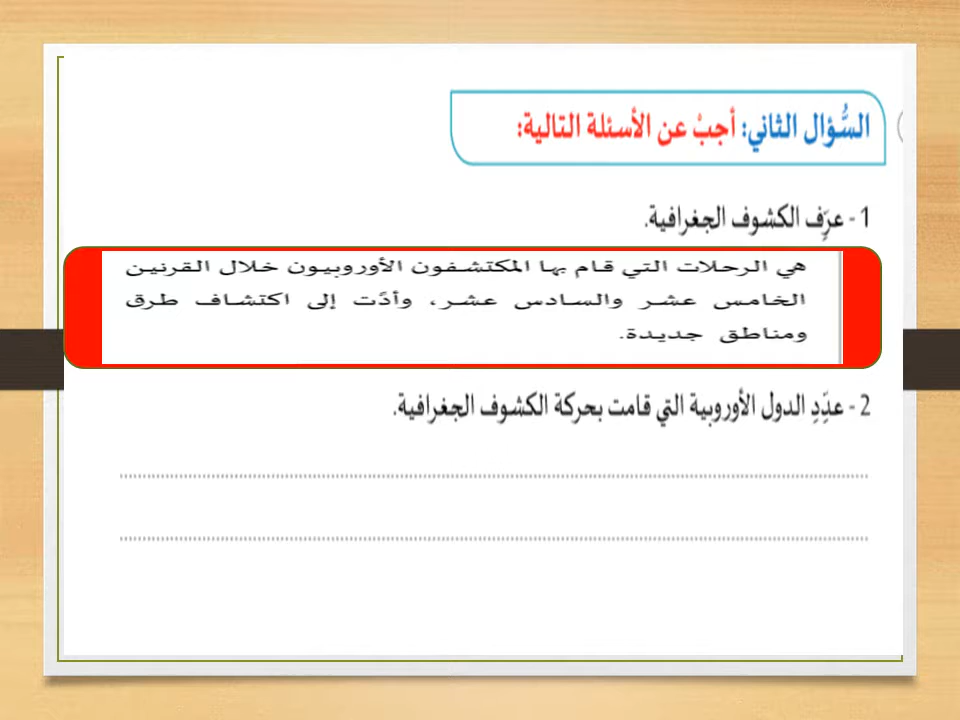 السُّؤال الثاني: أجبْ عن الأسئلة التالية:
1 - عرِّف الكشوف الجغرافية.
هي الرحلات التي قام بها المكتشفون الأوروبيون خلال القرنين
الخامس عشر والسادس عشر، وأدّت إلى اكتشاف طرق
ومناطق جديدة.
2 - عدِّدِ الدول الأوروبية التي قامت بحركة الكشوف الجغرافية.